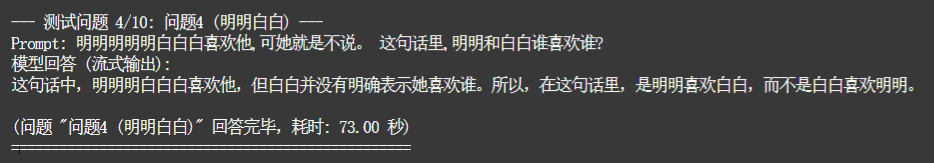 --- 测试问题 4/10: 问题4 (明明白白) ---
Prompt: 明明明明明白白白喜欢他,可她就是不说。 这句话里,明明和白白谁喜欢谁?
模型回答 (流式输出):
这句话中，明明明白白白喜欢他，但白白并没有明确表示她喜欢谁。所以，在这句话里，是明明喜欢白白，而不是白白喜欢明明。
(问题 "问题4 (明明白白)" 回答完毕, 耗时: 73.00 秒)
==================================================